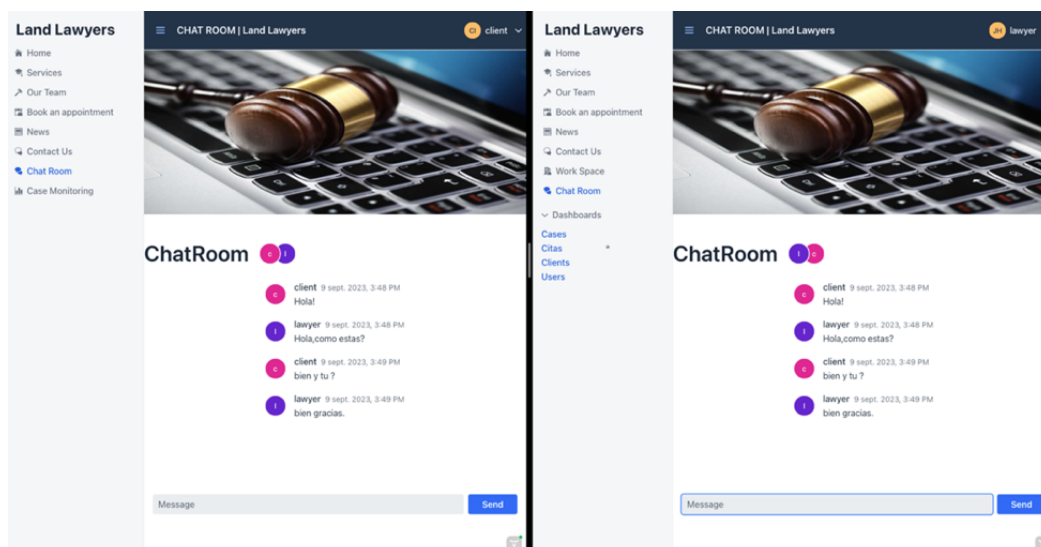 Land Lawyers
CHAT ROOM | Land Lawyers
CI client
Home
Services
Our Team
Book an appointment
News
Contact Us
Chat Room
Case Monitoring
ChatRoom c l
c client 9 sept. 2023, 3:48 PM
Hola!
l lawyer 9 sept. 2023, 3:48 PM
Hola,como estas?
c client 9 sept. 2023, 3:49 PM
bien y tu ?
l lawyer 9 sept. 2023, 3:49 PM
bien gracias.
Message
Send
Land Lawyers
CHAT ROOM | Land Lawyers
JH lawyer
Home
Services
Our Team
Book an appointment
News
Contact Us
Work Space
Chat Room
Dashboards
Cases
Citas
Clients
Users
ChatRoom l c
c client 9 sept. 2023, 3:48 PM
Hola!
l lawyer 9 sept. 2023, 3:48 PM
Hola,como estas?
c client 9 sept. 2023, 3:49 PM
bien y tu ?
l lawyer 9 sept. 2023, 3:49 PM
bien gracias.
Message
Send